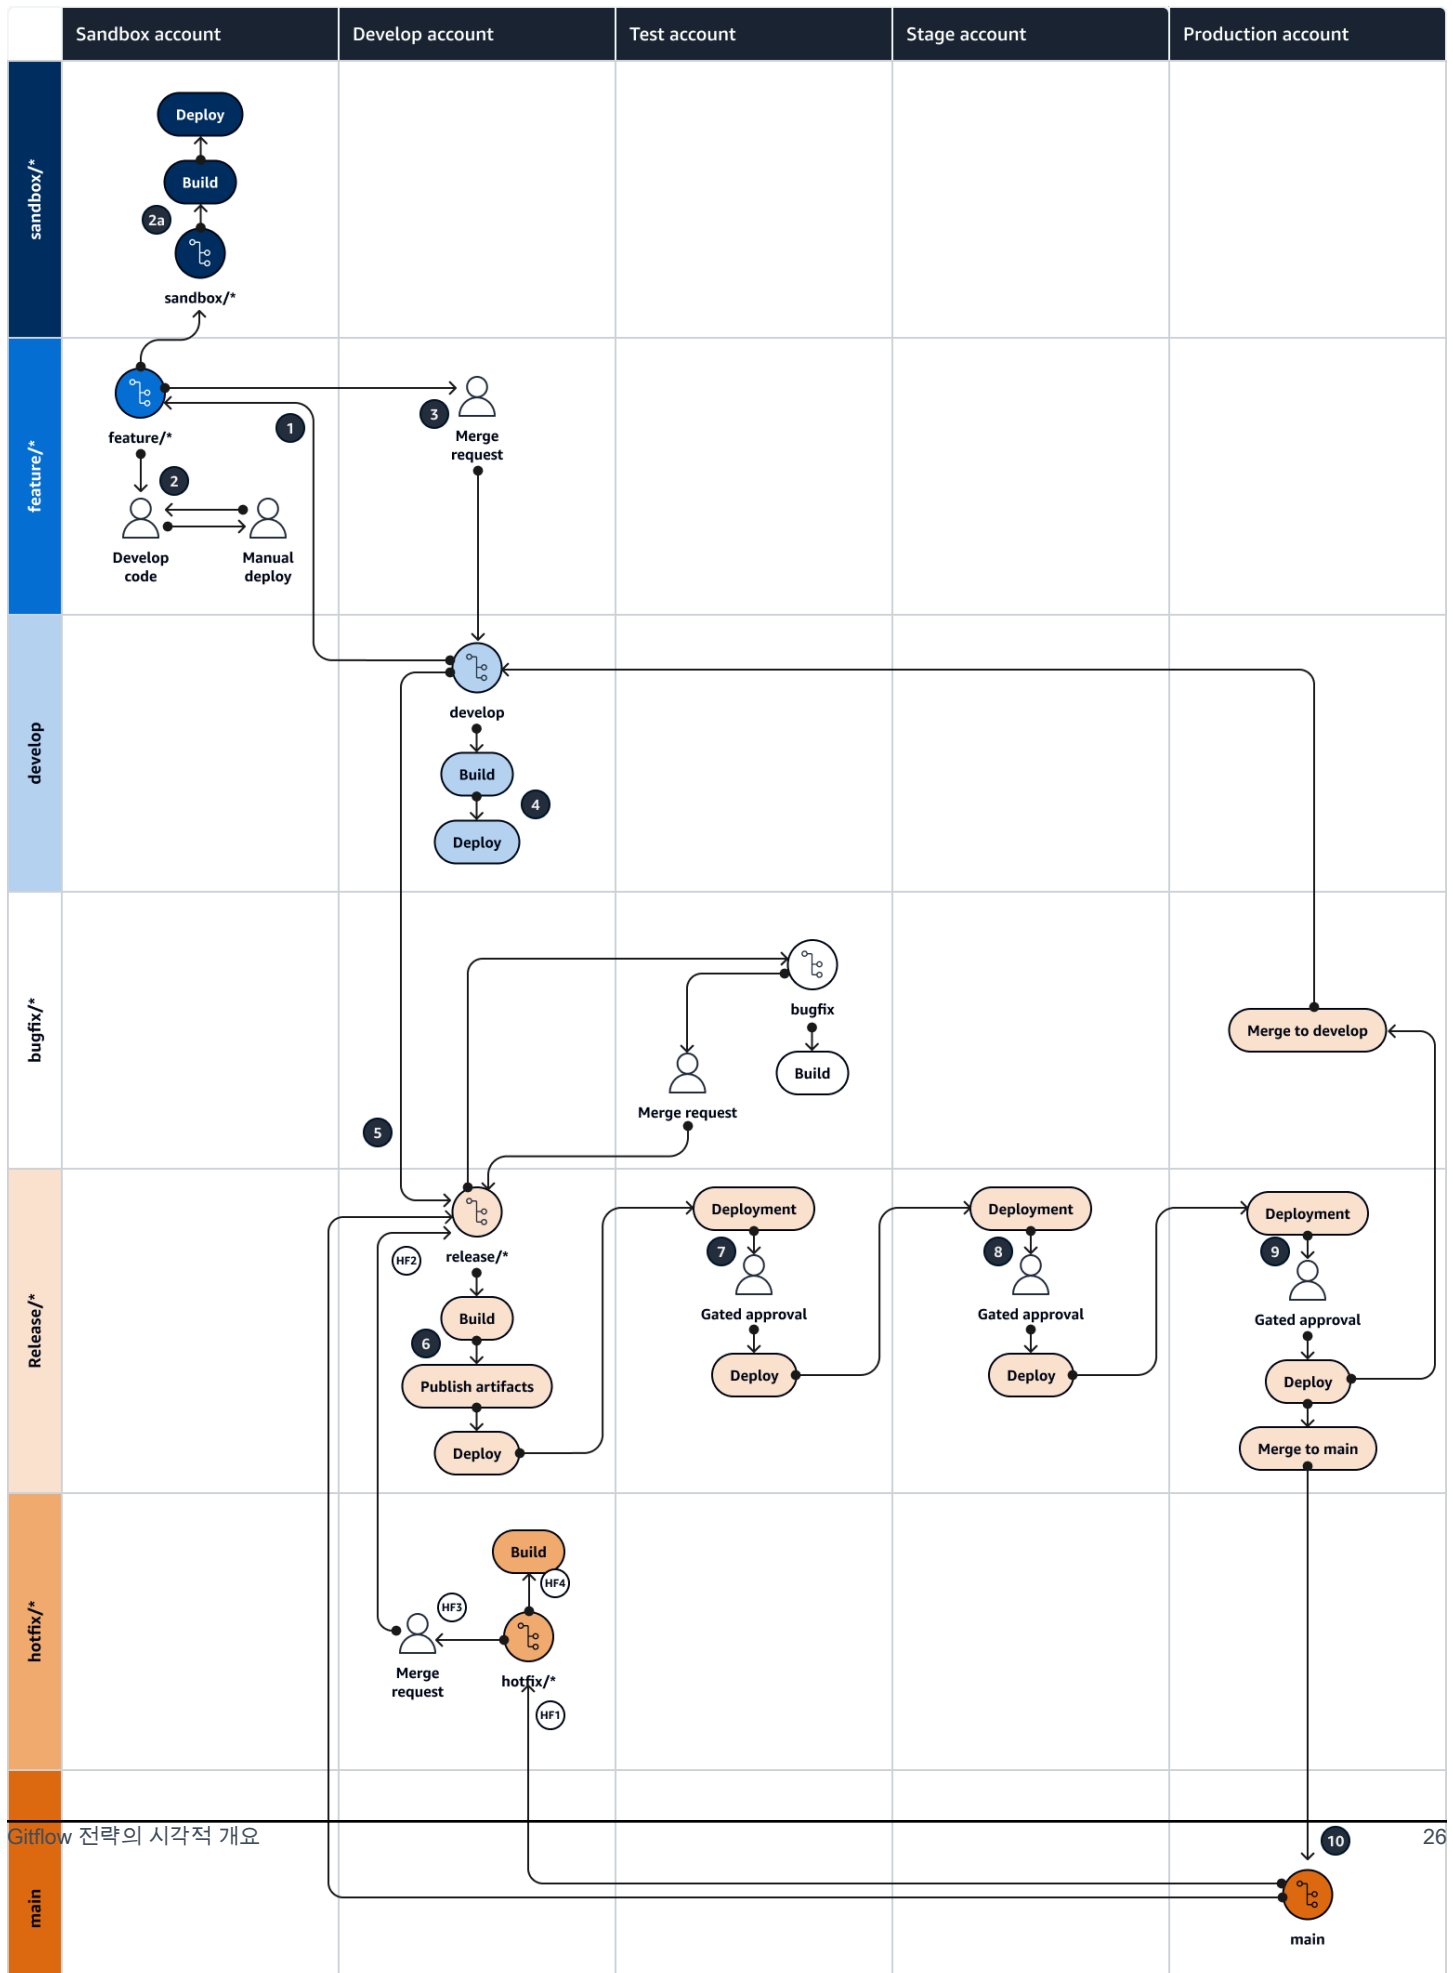 Sandbox account
Develop account
Test account
Stage account
Production account
sandbox/*
Deploy
Build
2a
sandbox/*
feature/*
feature/*
1
3
Merge
request
2
Develop
code
Manual
deploy
develop
develop
Build
4
Deploy
bugfix/*
bugfix
Build
Merge request
Merge to develop
5
Release/*
release/*
HF2
Build
6
Publish artifacts
Deploy
Deployment
7
Gated approval
Deploy
Deployment
8
Gated approval
Deploy
Deployment
9
Gated approval
Deploy
Merge to main
hotfix/*
Build
HF4
HF3
Merge
request
hotfix/*
HF1
Gitflow 전략의 시각적 개요
26
10
main
main